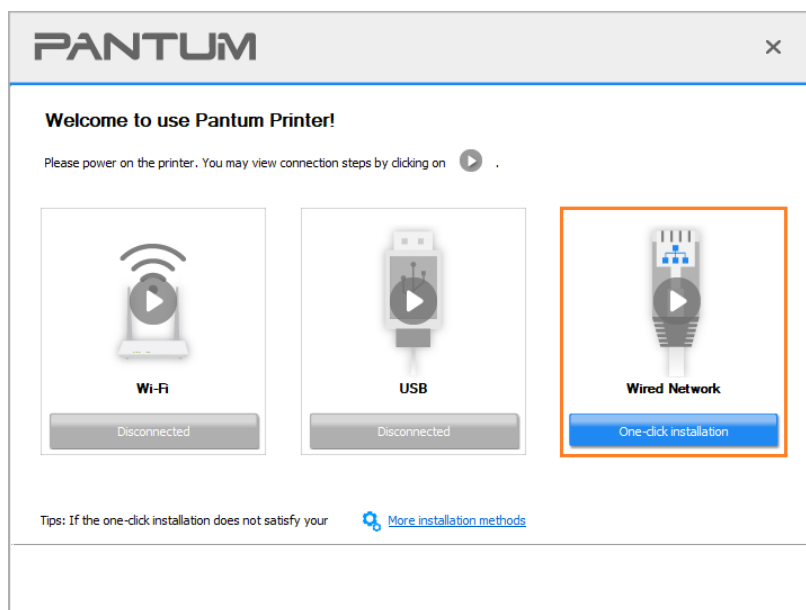 PANTUM
Welcome to use Pantum Printer!
Please power on the printer. You may view connection steps by clicking on .
Wi-Fi
USB
Wired Network
Disconnected
Disconnected
One-click installation
Tips: If the one-click installation does not satisfy your
More installation methods